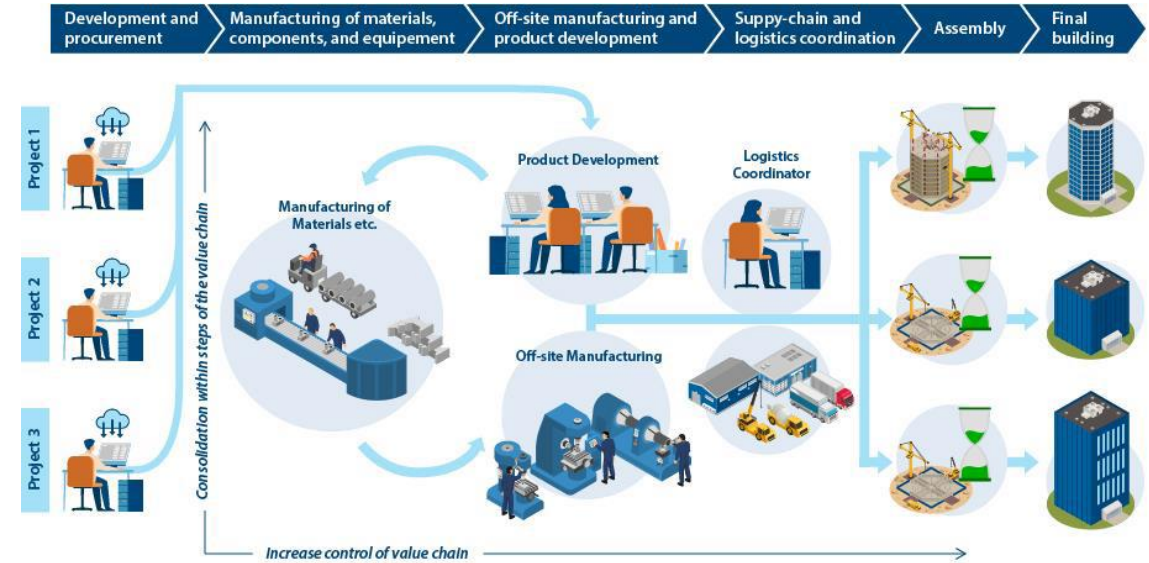 Development and
procurement
Manufacturing of materials,
components, and equipement
Off-site manufacturing and
product development
Suppy-chain and
logistics coordination
Assembly
Final
building
Project 1
Project 2
Project 3
Consolidation within steps of the value chain
Manufacturing of
Materials etc.
Product Development
Off-site Manufacturing
Logistics
Coordinator
Increase control of value chain